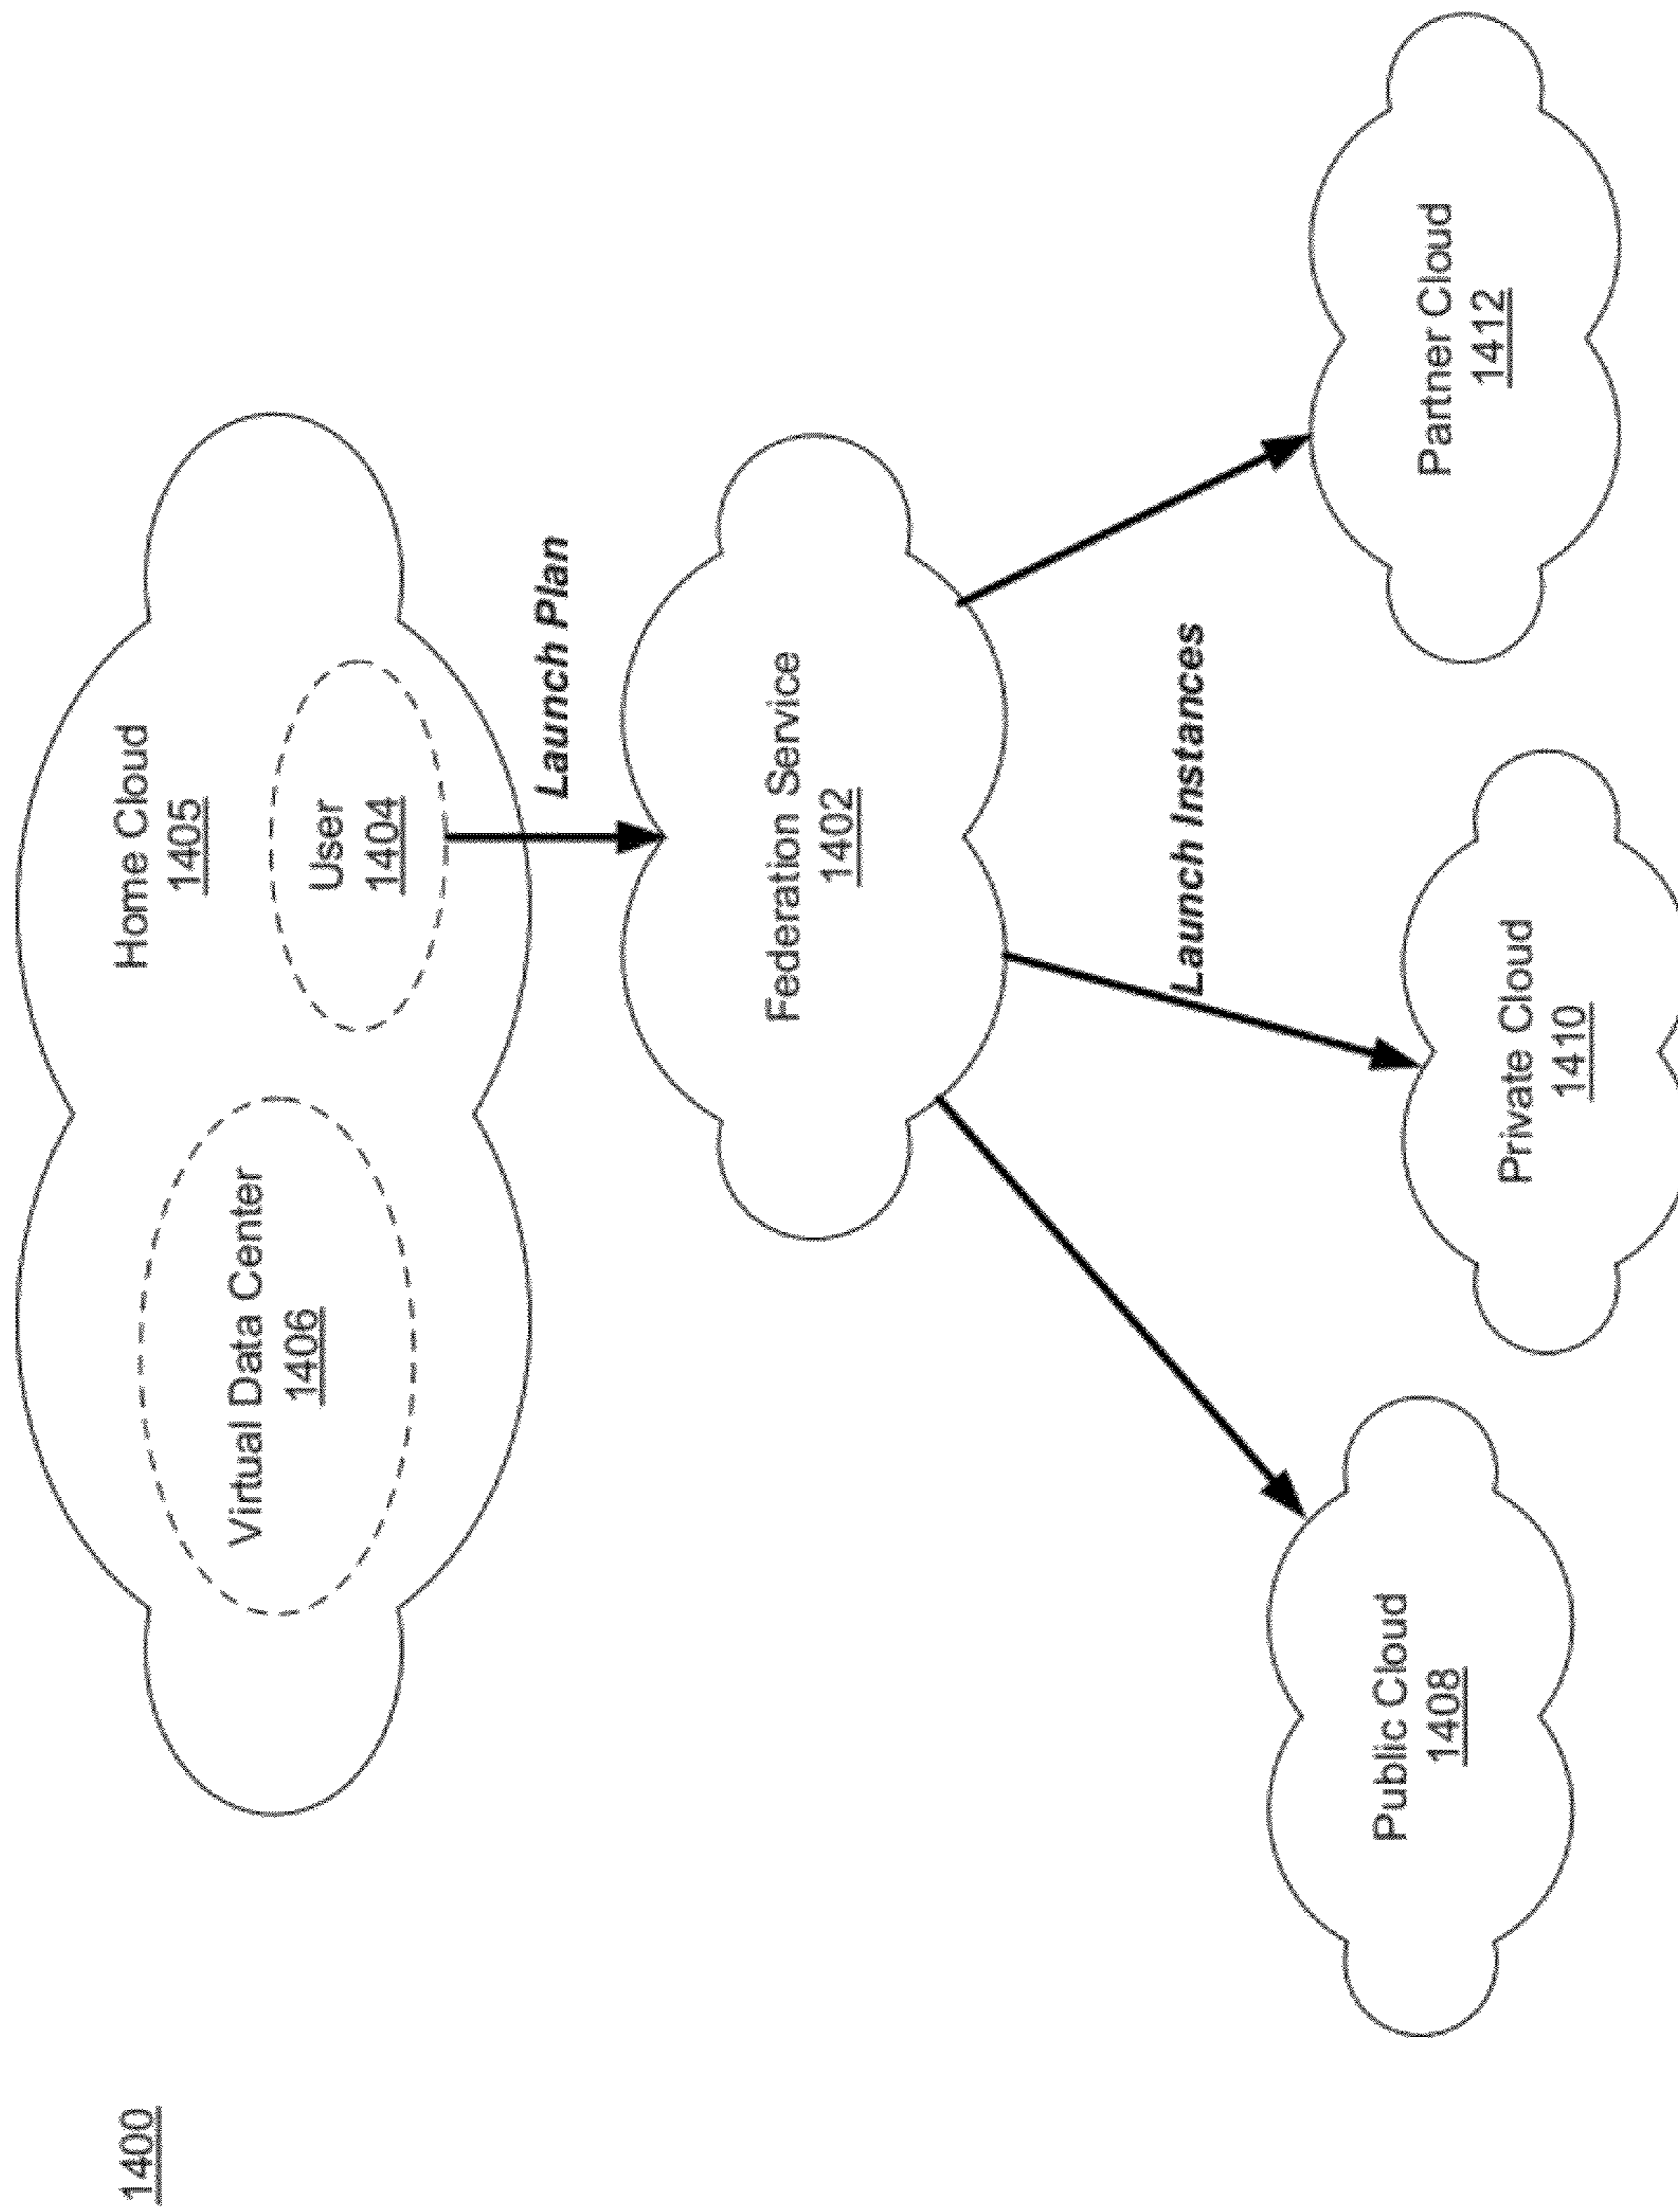 1400
Home Cloud
1405
Virtual Data Center
1406
User
1404
Launch Plan
Federation Service
1402
Launch Instances
Public Cloud
1408
Private Cloud
1410
Partner Cloud
1412